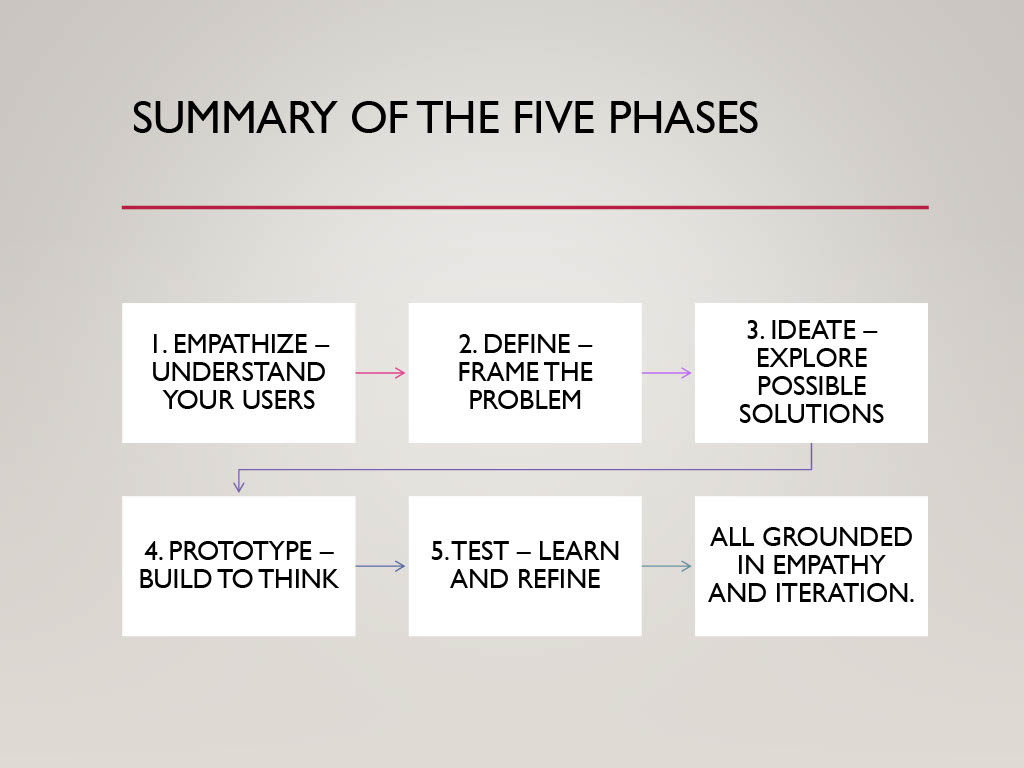 SUMMARY OF THE FIVE PHASES
1. EMPATHIZE –
UNDERSTAND
YOUR USERS
2. DEFINE –
FRAME THE
PROBLEM
3. IDEATE –
EXPLORE
POSSIBLE
SOLUTIONS
4. PROTOTYPE –
BUILD TO THINK
5. TEST – LEARN
AND REFINE
ALL GROUNDED
IN EMPATHY
AND ITERATION.